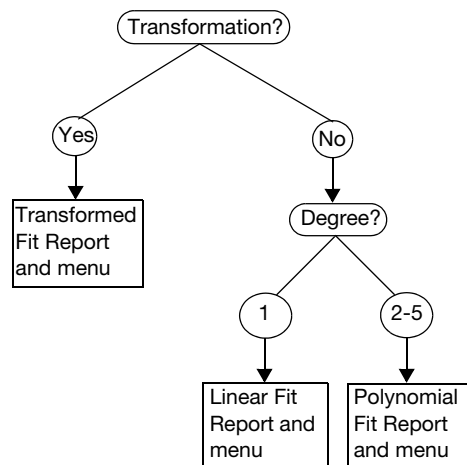 Transformation?
Yes
No
Transformed
Fit Report
and menu
Degree?
1
2-5
Linear Fit
Report and
menu
Polynomial
Fit Report
and menu